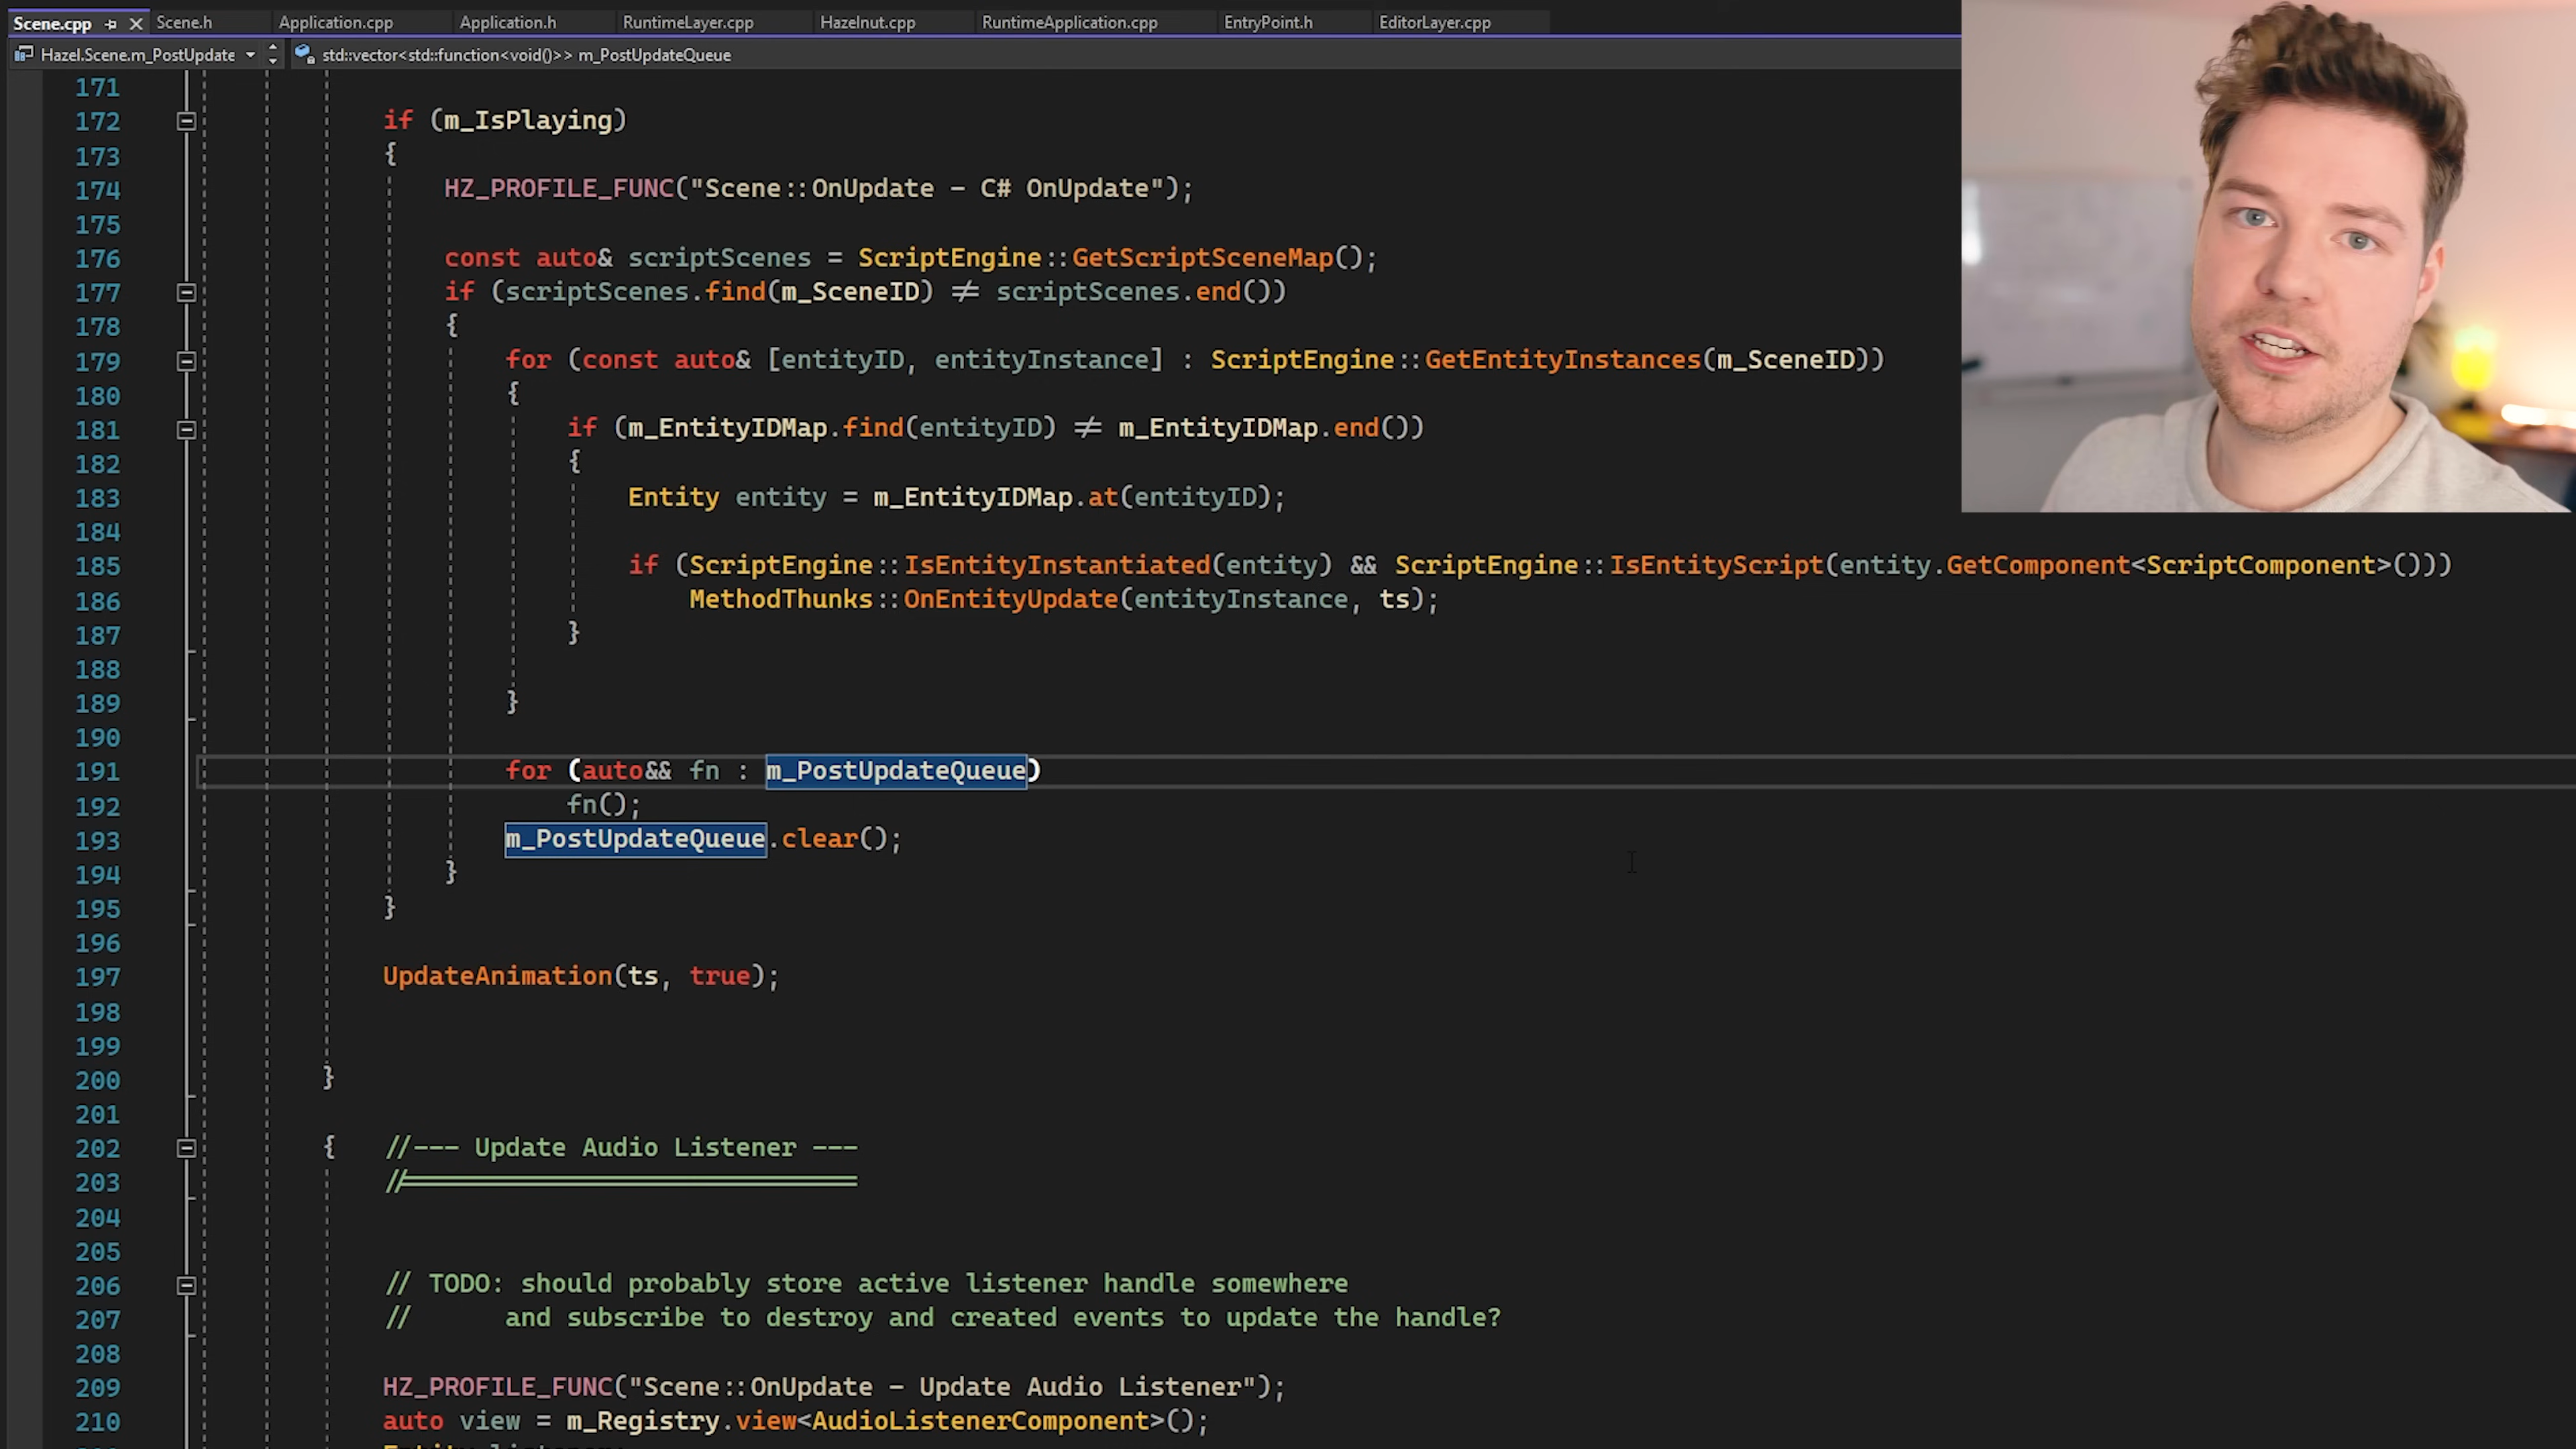 Scene.cpp Scene.h Application.cpp Application.h RuntimeLayer.cpp Hazelnut.cpp RuntimeApplication.cpp EntryPoint.h EditorLayer.cpp
Hazel.Scene.m_PostUpdate std::vector<std::function<void()>> m_PostUpdateQueue
171
172 if (m_IsPlaying)
173 {
174 HZ_PROFILE_FUNC("Scene::OnUpdate - C# OnUpdate");
175
176 const auto& scriptScenes = ScriptEngine::GetScriptSceneMap();
177 if (scriptScenes.find(m_SceneID) ≠ scriptScenes.end())
178 {
179 for (const auto& [entityID, entityInstance] : ScriptEngine::GetEntityInstances(m_SceneID))
180 {
181 if (m_EntityIDMap.find(entityID) ≠ m_EntityIDMap.end())
182 {
183 Entity entity = m_EntityIDMap.at(entityID);
184
185 if (ScriptEngine::IsEntityInstantiated(entity) && ScriptEngine::IsEntityScript(entity.GetComponent<ScriptComponent>()))
186 MethodThunks::OnEntityUpdate(entityInstance, ts);
187 }
188
189 }
190
191 for (auto&& fn : m_PostUpdateQueue)
192 fn();
193 m_PostUpdateQueue.clear();
194 }
195 }
196
197 UpdateAnimation(ts, true);
198
199
200 }
201
202 { //--- Update Audio Listener ---
203 //==============================
204
205
206 // TODO: should probably store active listener handle somewhere
207 // and subscribe to destroy and created events to update the handle?
208
209 HZ_PROFILE_FUNC("Scene::OnUpdate - Update Audio Listener");
210 auto view = m_Registry.view<AudioListenerComponent>();